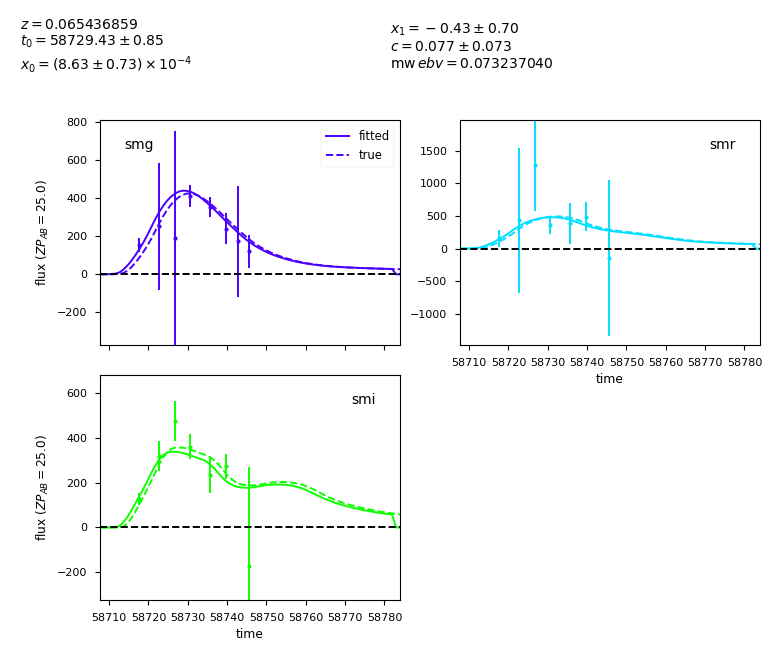 z = 0.065436859
t₀ = 58729.43 ± 0.85
x₀ = (8.63 ± 0.73) × 10⁻⁴
x₁ = −0.43 ± 0.70
c = 0.077 ± 0.073
mw ebv = 0.073237040
800
600
400
200
0
−200
flux (ZP_AB = 25.0)
smg
fitted
true
1500
1000
500
0
−500
−1000
smr
58710 58720 58730 58740 58750 58760 58770 58780
time
600
400
200
0
−200
flux (ZP_AB = 25.0)
smi
58710 58720 58730 58740 58750 58760 58770 58780
time